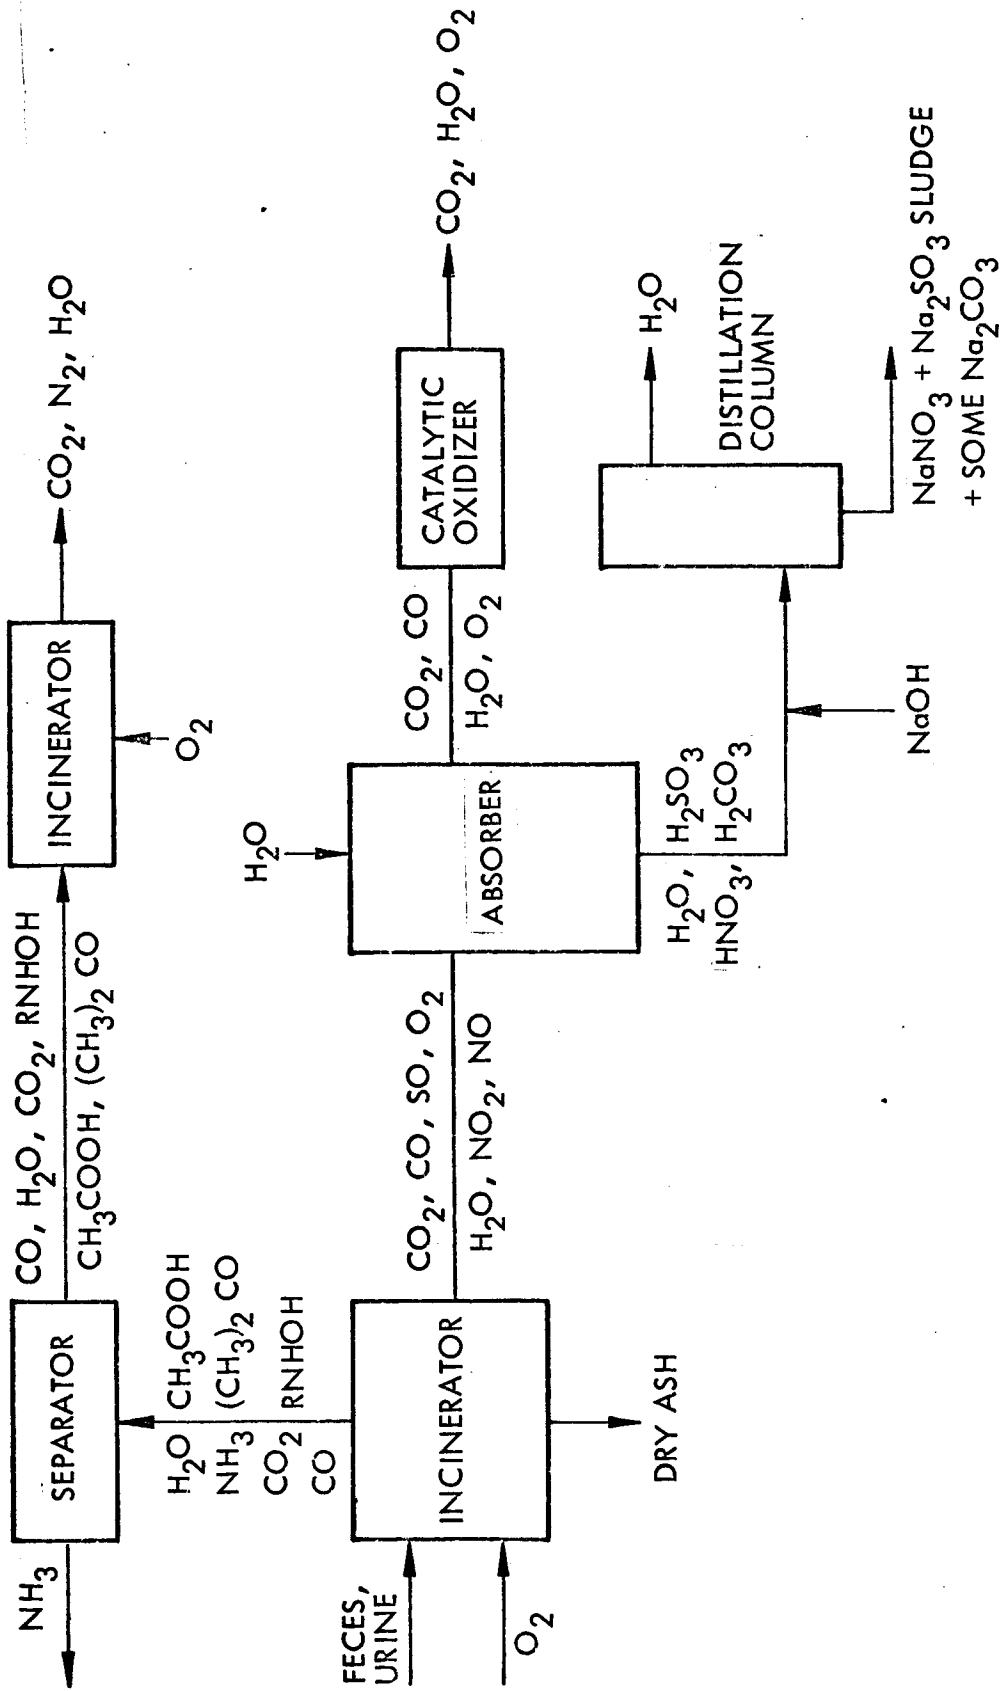 NH3
SEPARATOR
CO, H2O, CO2, RNHOH
CH3COOH, (CH3)2 CO
INCINERATOR
CO2, N2, H2O
O2
H2O CH3COOH
NH3 (CH3)2 CO
CO2 RNHOH
CO
FECES,
URINE
O2
INCINERATOR
DRY ASH
CO2, CO, SO, O2
H2O, NO2, NO
H2O
ABSORBER
CO2, CO
H2O, O2
CATALYTIC
OXIDIZER
CO2, H2O, O2
H2O, H2SO3
HNO3, H2CO3
NaOH
H2O
DISTILLATION
COLUMN
NaNO3 + Na2SO3 SLUDGE
+ SOME Na2CO3